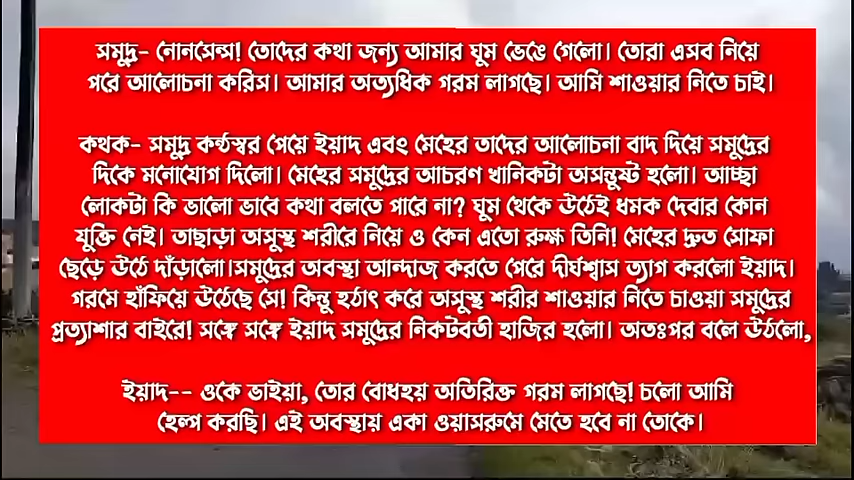 সমুদ্র- নোনসেন্স! তোদের কথা জন্য আমার ঘুম ভেঙে গেলো। তোরা এসব নিয়ে
পরে আলোচনা করিস। আমার অত্যধিক গরম লাগছে। আমি শাওয়ার নিতে চাই।
কথক- সমুদ্র কন্ঠস্বর পেয়ে ইয়াদ এবং মেহের তাদের আলোচনা বাদ দিয়ে সমুদ্রের
দিকে মনোযোগ দিলো। মেহের সমুদ্রের আচরণ খানিকটা অসন্তুষ্ট হলো। আচ্ছা
লোকটা কি ভালো ভাবে কথা বলতে পারে না? ঘুম থেকে উঠেই ধমক দেবার কোন
যুক্তি নেই। তাছাড়া অসুস্থ শরীরে নিয়ে ও কেন এতো রুক্ষ তিনি! মেহের দ্রুত সোফা
ছেড়ে উঠে দাঁড়ালো।সমুদ্রের অবস্থা আন্দাজ করতে পেরে দীর্ঘশ্বাস ত্যাগ করলো ইয়াদ।
গরমে হাঁফিয়ে উঠেছে সে! কিন্তু হঠাৎ করে অসুস্থ শরীর শাওয়ার নিতে চাওয়া সমুদ্রের
প্রত্যাশার বাইরে! সঙ্গে সঙ্গে ইয়াদ সমুদ্রের নিকটবর্তী হাজির হলো। অতঃপর বলে উঠলো,
ইয়াদ-- ওকে ভাইয়া, তোর বোধহয় অতিরিক্ত গরম লাগছে! চলো আমি
হেল্প করছি। এই অবস্থায় একা ওয়াসরুমে মেতে হবে না তোকে।